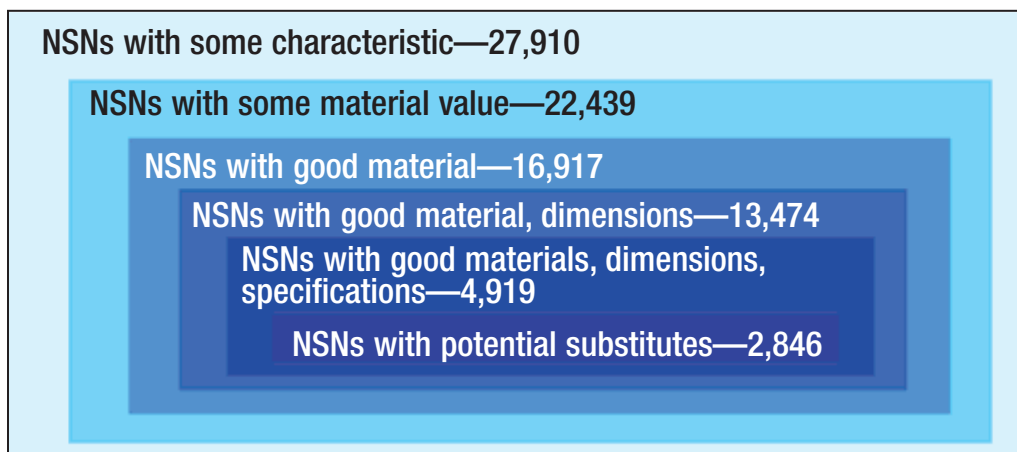 NSNs with some characteristic—27,910
NSNs with some material value—22,439
NSNs with good material—16,917
NSNs with good material, dimensions—13,474
NSNs with good materials, dimensions,
specifications—4,919
NSNs with potential substitutes—2,846